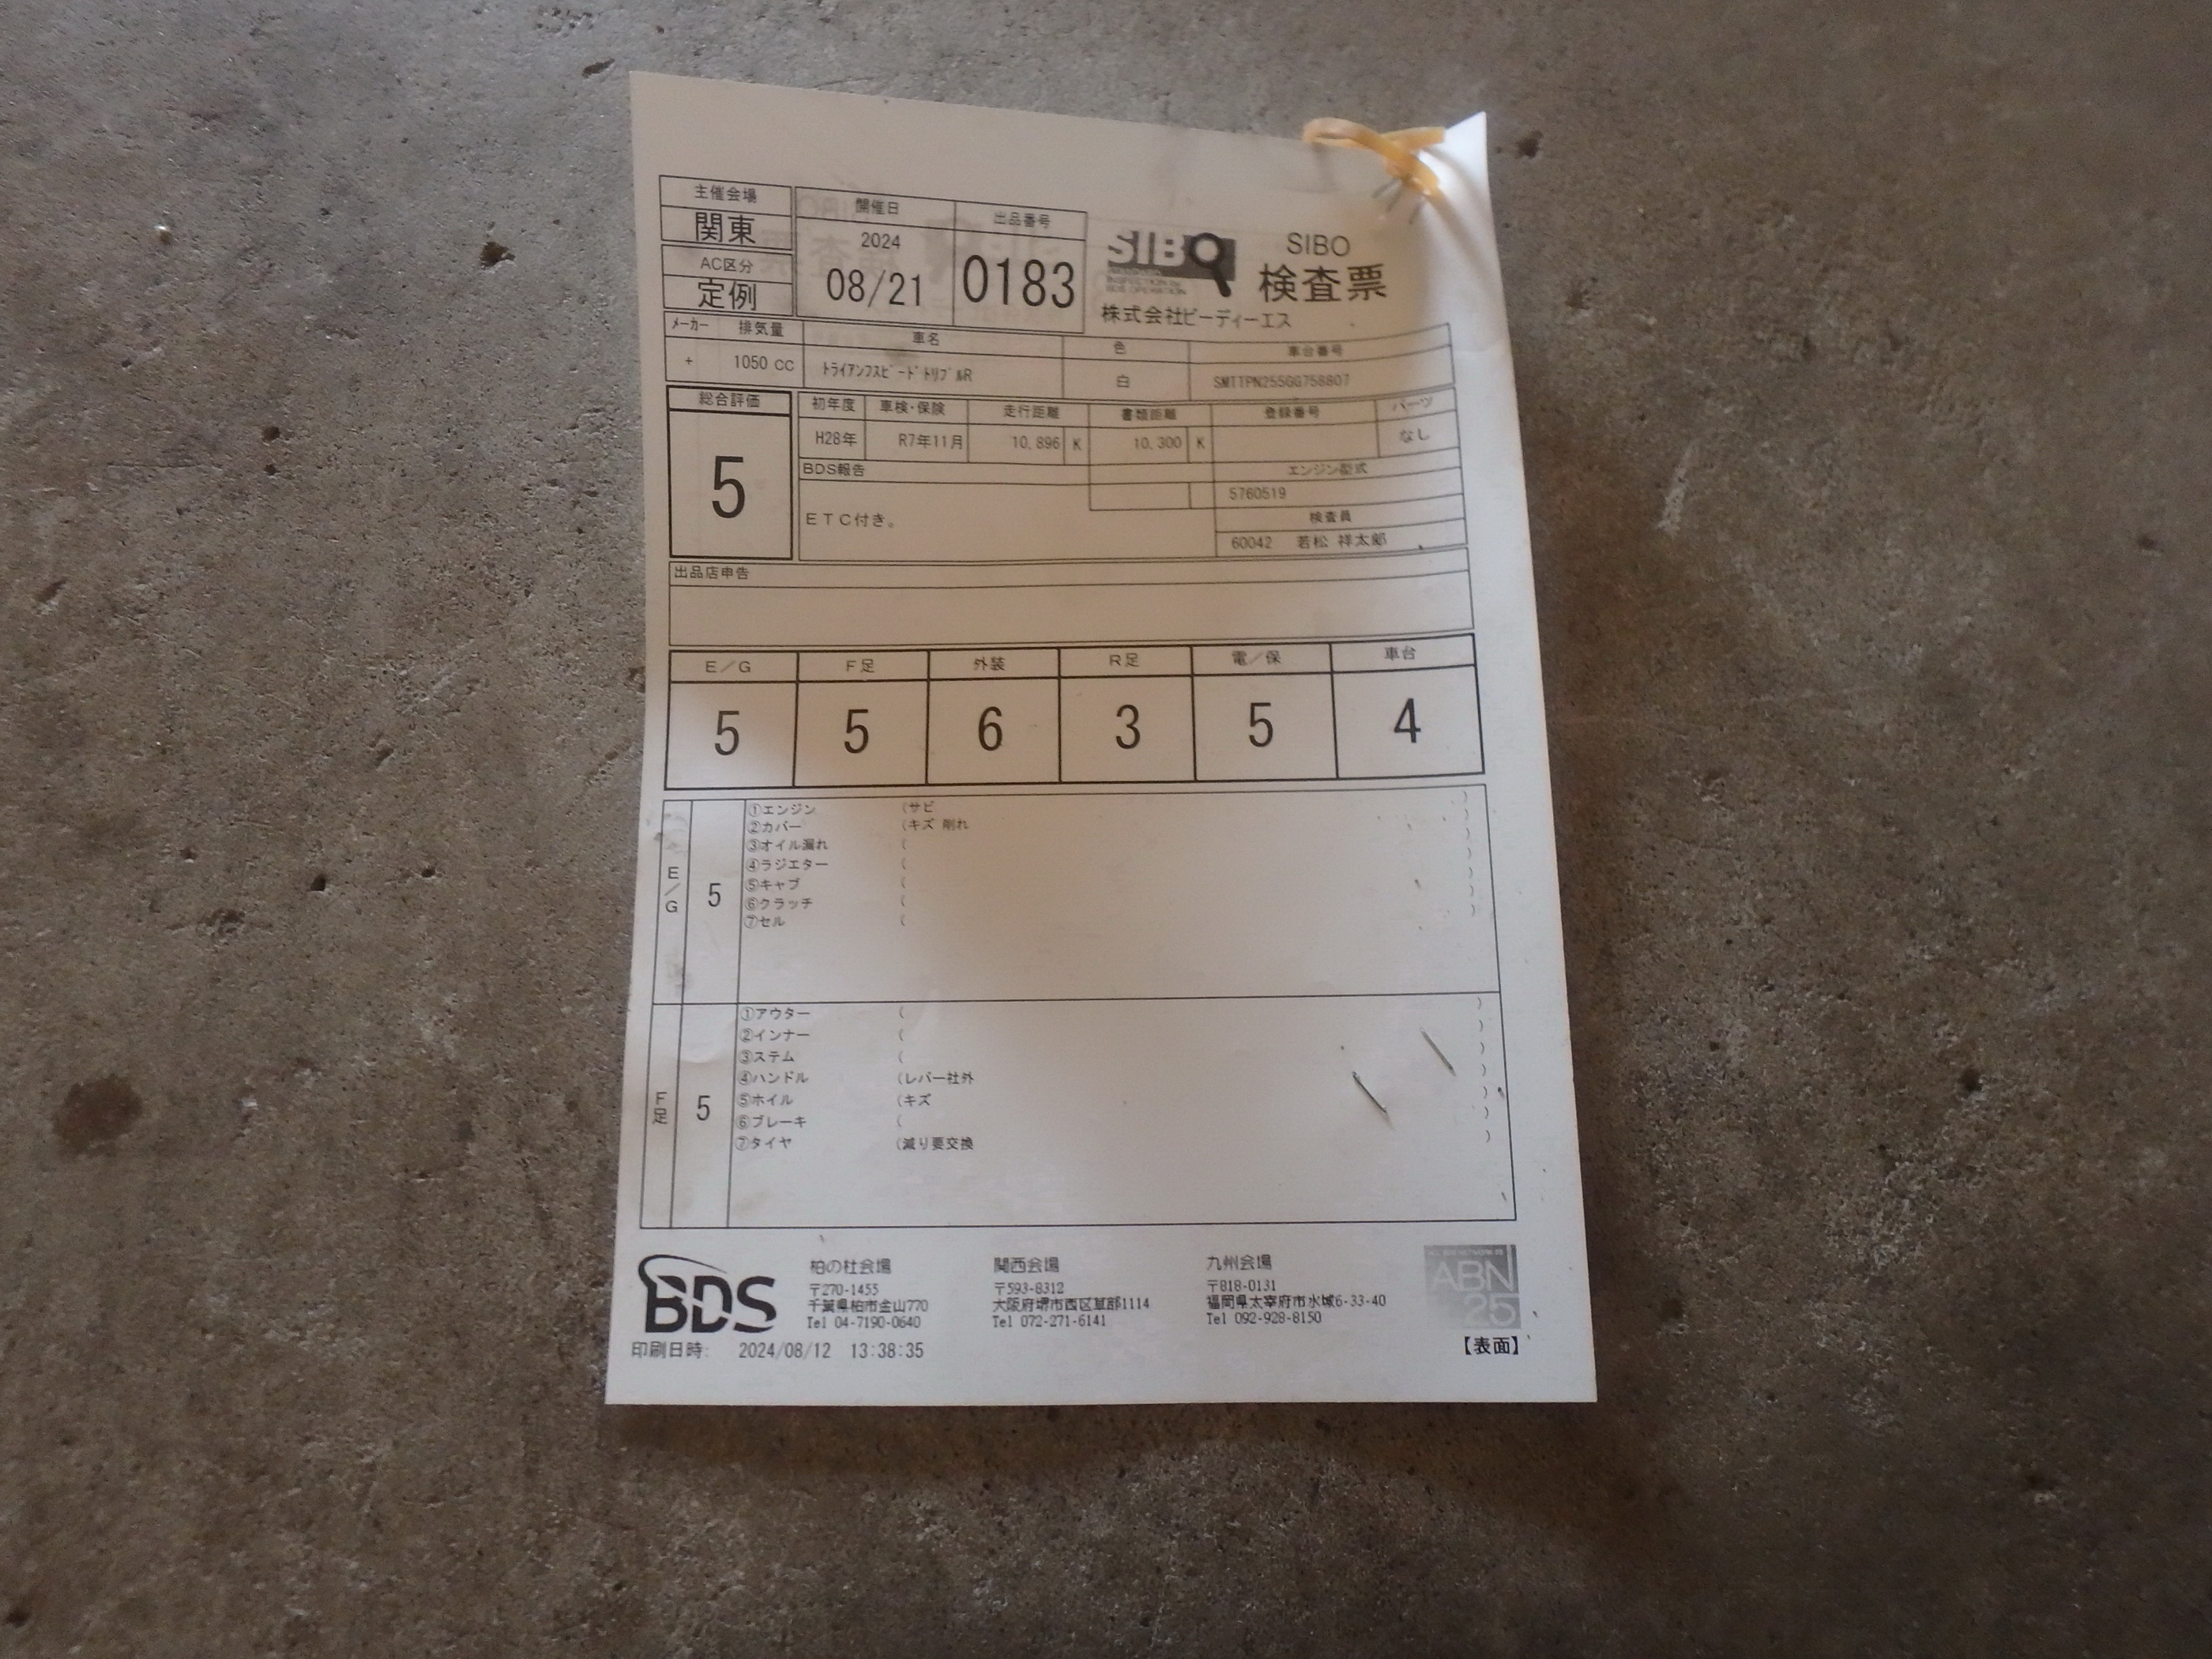 主催会場
関東
AC区分
定例
開催日
2024
08/21
出品番号
0183
SIBO
SIBO
検査票
株式会社ビーディーエス
メーカー 排気量 車名 色 車台番号
+ 1050 CC トライアンフスピードトリプルR 白 SMTTPN255GG758807
総合評価
5
初年度 車検・保険 走行距離 書類距離 登録番号 パーツ
H28年 R7年11月 10,896 K 10,300 K なし
BDS報告 エンジン型式
5760519
ETC付き。
検査員
60042 若松 祥太郎
出品店申告
E/G F足 外装 R足 電/保 車台
5 5 6 3 5 4
E/G
5
①エンジン (サビ )
②カバー (キズ 削れ )
③オイル漏れ ( )
④ラジエター ( )
⑤キャブ ( )
⑥クラッチ ( )
⑦セル ( )
F足
5
①アウター ( )
②インナー ( )
③ステム ( )
④ハンドル (レバー社外 )
⑤ホイル (キズ )
⑥ブレーキ ( )
⑦タイヤ (減り要交換 )
BDS
柏の杜会場
〒270-1455
千葉県柏市金山770
Tel 04-7190-0640
関西会場
〒593-8312
大阪府堺市西区草部1114
Tel 072-271-6141
九州会場
〒818-0131
福岡県太宰府市水城6-33-40
Tel 092-928-8150
ABN
25
印刷日時: 2024/08/12 13:38:35
【表面】